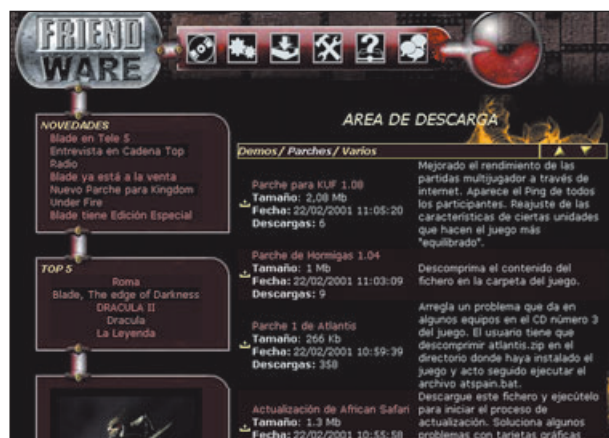 FRIEND
WARE
NOVEDADES
Blade en Tele 5
Entrevista en Cadena Top
Radio
Blade ya está a la venta
Nuevo Parche para Kingdom
Under Fire
Blade tiene Edición Especial
TOP 5
Roma
Blade, The edge of Darkness
DRACULA II
Dracula
La Leyenda
AREA DE DESCARGA
Demos/ Parches/ Varios
Parche para KUF 1.08
Tamaño: 2,08 Mb
Fecha: 22/02/2001 11:05:20
Descargas: 6
Mejorado el rendimiento de las
partidas multijugador a través de
internet. Aparece el Ping de todos
los participantes. Reajuste de las
características de ciertas unidades
que hacen el juego más
"equilibrado".
Parche de Hormigas 1.04
Tamaño: 1 Mb
Fecha: 22/02/2001 11:03:09
Descargas: 9
Descomprima el contenido del
fichero en la carpeta del juego.
Parche 1 de Atlantis
Tamaño: 266 Kb
Fecha: 22/02/2001 10:59:39
Descargas: 358
Arregla un problema que da en
algunos equipos en el CD número 3
del juego. El usuario tiene que
descomprimir atlantis.zip en el
directorio donde haya instalado el
juego y acto seguido ejecutar el
archivo atspain.bat.
Actualización de African Safari
Tamaño: 1.3 Mb
Fecha: 22/02/2001 10:55:58
Descargue este fichero y ejecútelo
para iniciar el proceso de
actualización. Soluciona algunos
problemas con tarjetas gráficas